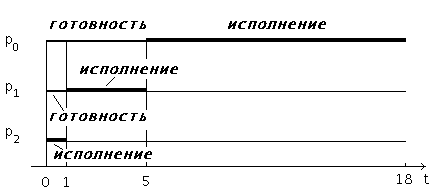 готовность исполнение
p0
исполнение
p1
готовность
p2
исполнение
0 1 5 18 t